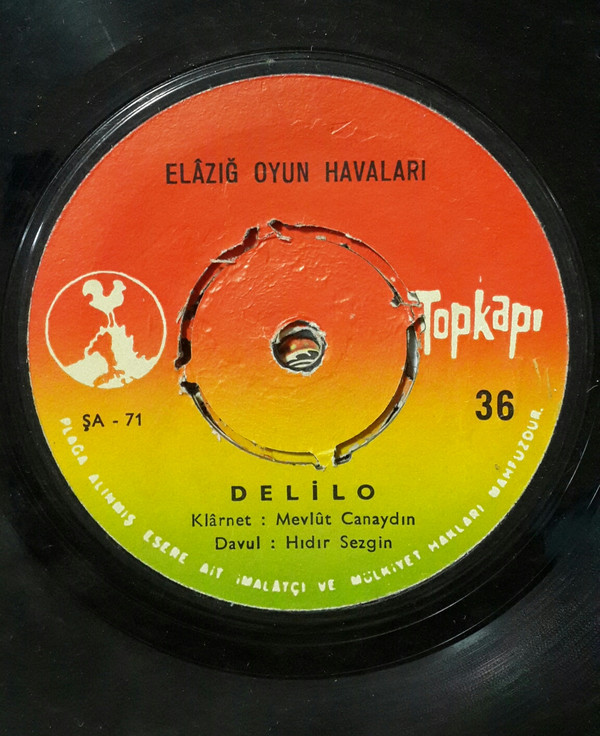 ELÂZIĞ OYUN HAVALARI
Topkapı
ŞA - 71
36
DELİLO
Klârnet : Mevlût Canaydın
Davul : Hıdır Sezgin
PLAĞA ALINMIŞ ESERE AİT İMALATÇI VE MÜLKİYET HAKLARI MAHFUZDUR.